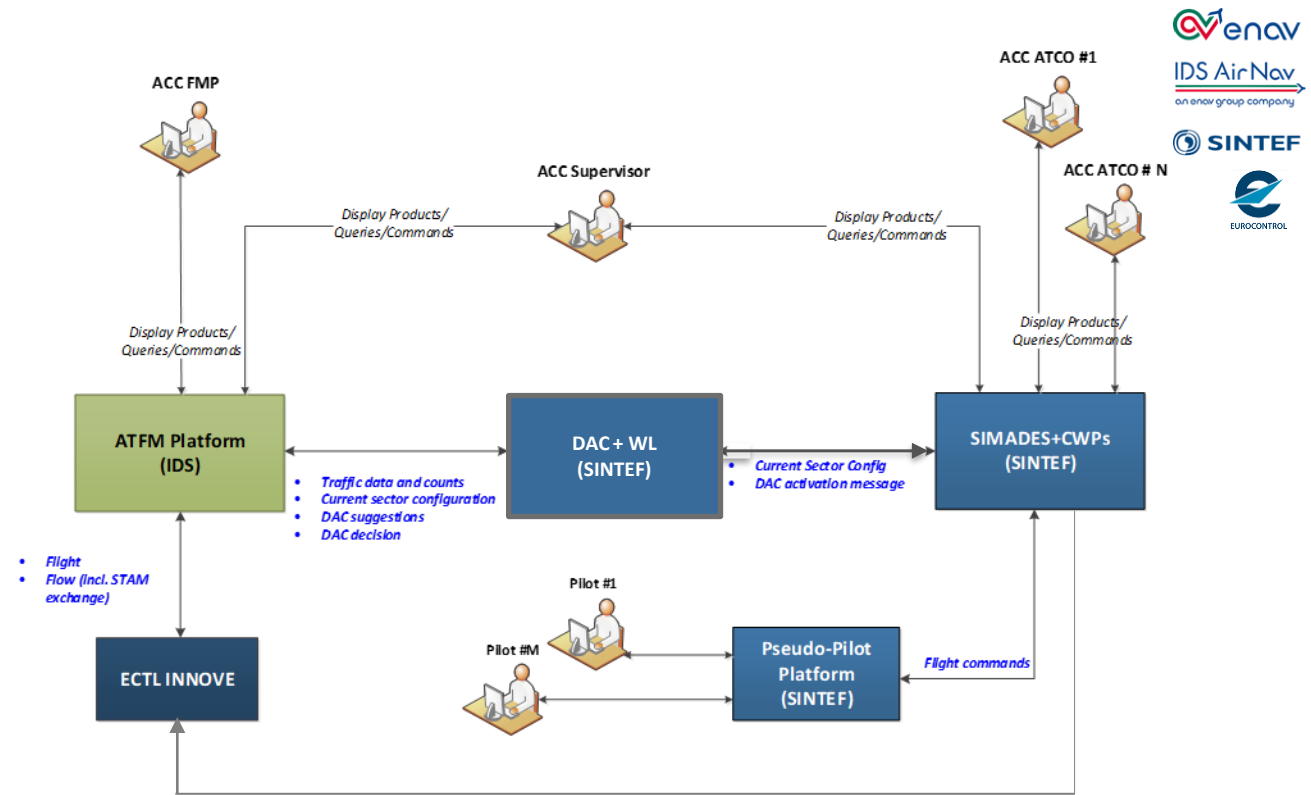 enav
ACC ATCO #1
IDS AirNav
ACC FMP
an enav group company
SINTEF
ACC Supervisor
ACC ATCO # N
Display Products/
Queries/Commands
Display Products/
Queries/Commands
EUROCONTROL
Display Products/
Queries/Commands
Display Products/
Queries/Commands
ATFM Platform
(IDS)
DAC + WL
(SINTEF)
SIMADES+CWPs
(SINTEF)
• Traffic data and counts
• Current sector configuration
• DAC suggestions
• DAC decision
• Current Sector Config
• DAC activation message
• Flight
• Flow (incl. STAM
exchange)
Pilot #1
Pilot #M
ECTL INNOVE
Pseudo-Pilot
Platform
(SINTEF)
Flight commands